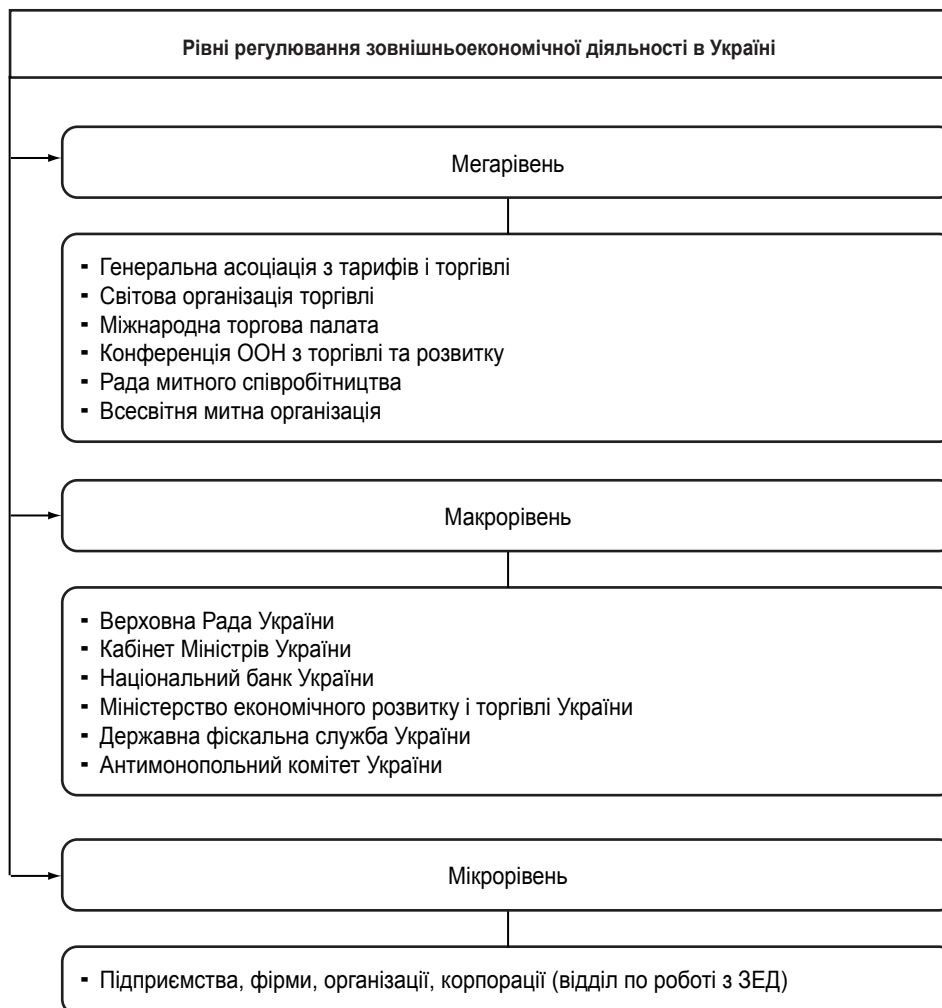 Рівні регулювання зовнішньоекономічної діяльності в Україні
Мегарівень
- Генеральна асоціація з тарифів і торгівлі
- Світова організація торгівлі
- Міжнародна торгова палата
- Конференція ООН з торгівлі та розвитку
- Рада митного співробітництва
- Всесвітня митна організація
Макрорівень
- Верховна Рада України
- Кабінет Міністрів України
- Національний банк України
- Міністерство економічного розвитку і торгівлі України
- Державна фіскальна служба України
- Антимонопольний комітет України
Мікрорівень
- Підприємства, фірми, організації, корпорації (відділ по роботі з ЗЕД)